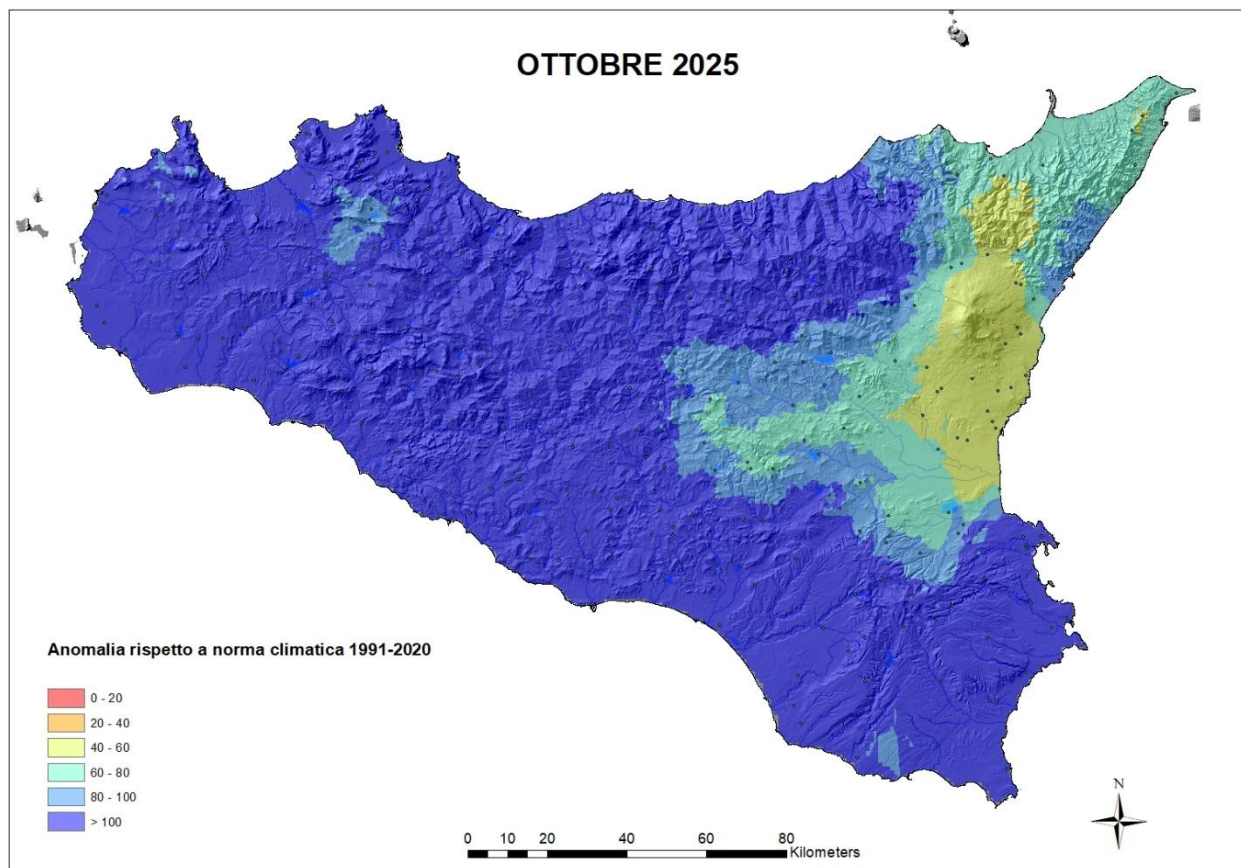 OTTOBRE 2025
Anomalia rispetto a norma climatica 1991-2020
0 - 20
20 - 40
40 - 60
60 - 80
80 - 100
> 100
0 10 20 40 60 80
Kilometers
N